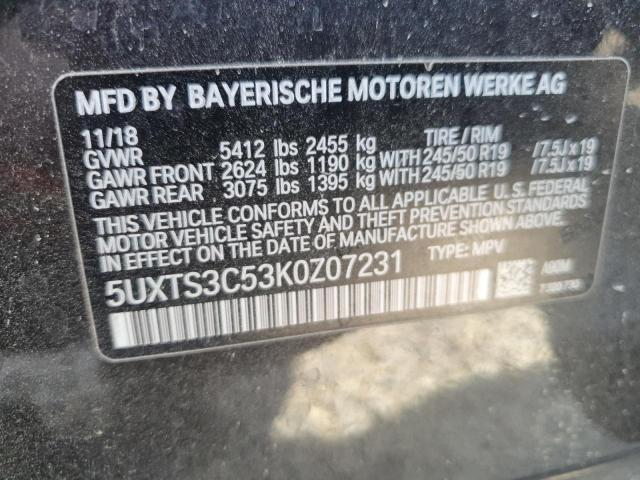 MFD BY BAYERISCHE MOTOREN WERKE AG
11/18 TIRE / RIM
GVWR 5412 lbs 2455 kg
GAWR FRONT 2624 lbs 1190 kg WITH 245/50 R19 /7.5J x 19
GAWR REAR 3075 lbs 1395 kg WITH 245/50 R19 /7.5J x 19
THIS VEHICLE CONFORMS TO ALL APPLICABLE U.S. FEDERAL
MOTOR VEHICLE SAFETY AND THEFT PREVENTION STANDARDS
IN EFFECT ON THE DATE OF MANUFACTURE SHOWN ABOVE.
5UXTS3C53K0Z07231 TYPE: MPV